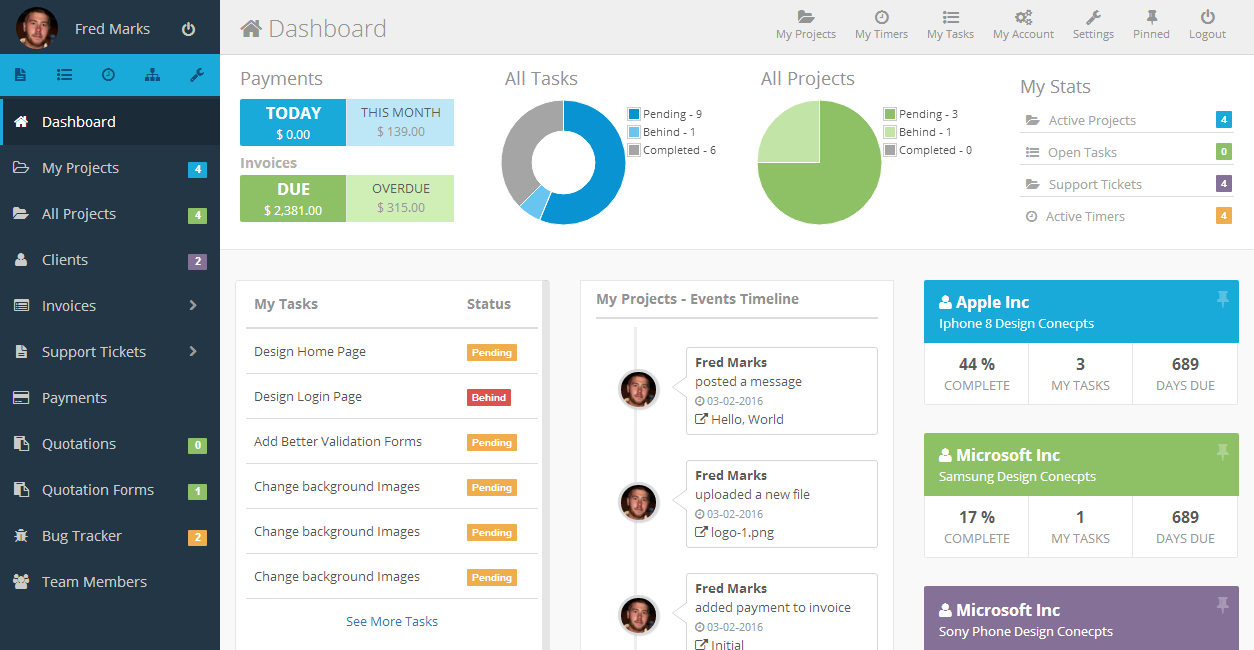 Fred Marks
Dashboard
My Projects 4
All Projects 4
Clients 2
Invoices
Support Tickets
Payments
Quotations 0
Quotation Forms 1
Bug Tracker 2
Team Members
Dashboard
My Projects
My Timers
My Tasks
My Account
Settings
Pinned
Logout
Payments
TODAY
$ 0.00
THIS MONTH
$ 139.00
Invoices
DUE
$ 2,381.00
OVERDUE
$ 315.00
All Tasks
Pending - 9
Behind - 1
Completed - 6
All Projects
Pending - 3
Behind - 1
Completed - 0
My Stats
Active Projects 4
Open Tasks 0
Support Tickets 4
Active Timers 4
My Tasks Status
Design Home Page Pending
Design Login Page Behind
Add Better Validation Forms Pending
Change background Images Pending
Change background Images Pending
Change background Images Pending
See More Tasks
My Projects - Events Timeline
Fred Marks
posted a message
03-02-2016
Hello, World
Fred Marks
uploaded a new file
03-02-2016
logo-1.png
Fred Marks
added payment to invoice
03-02-2016
Initial
Apple Inc
Iphone 8 Design Conecpts
44 % 3 689
COMPLETE MY TASKS DAYS DUE
Microsoft Inc
Samsung Design Conecpts
17 % 1 689
COMPLETE MY TASKS DAYS DUE
Microsoft Inc
Sony Phone Design Conecpts